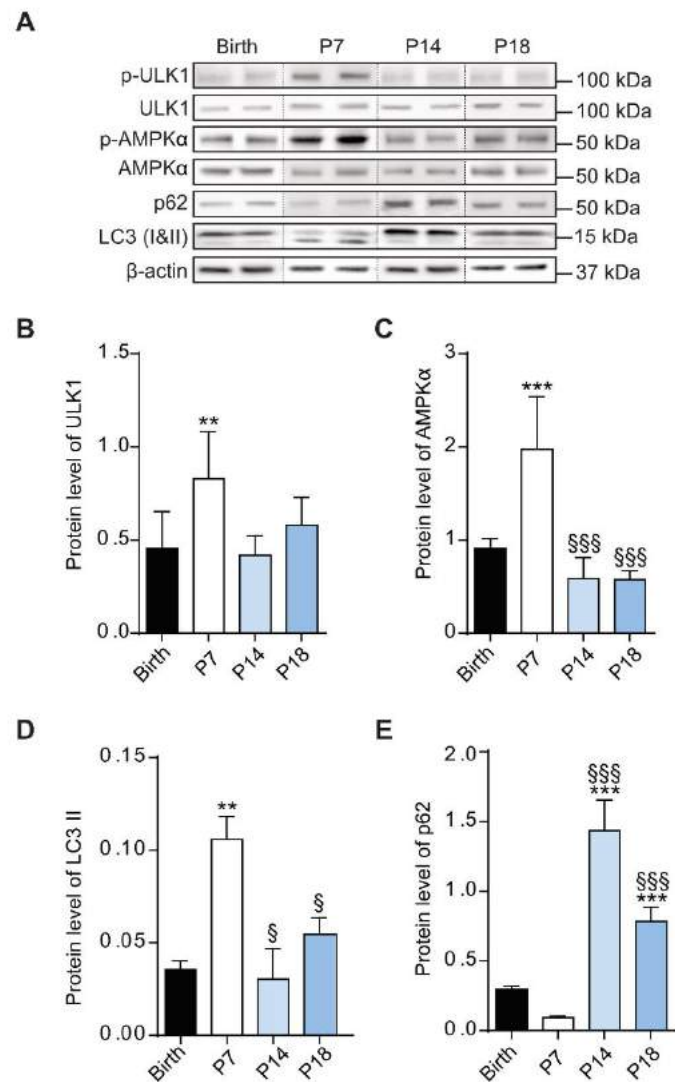 A
Birth P7 P14 P18
p-ULK1 100 kDa
ULK1 100 kDa
p-AMPKα 50 kDa
AMPKα 50 kDa
p62 50 kDa
LC3 (I&II) 15 kDa
β-actin 37 kDa
B
Protein level of ULK1
1.5
1.0
0.5
0.0
**
Birth P7 P14 P18
C
Protein level of AMPKα
3
2
1
0
***
§§§ §§§
Birth P7 P14 P18
D
Protein level of LC3 II
0.15
0.10
0.05
0.00
**
§ §
Birth P7 P14 P18
E
Protein level of p62
2.0
1.5
1.0
0.5
0.0
§§§
***
§§§
***
Birth P7 P14 P18